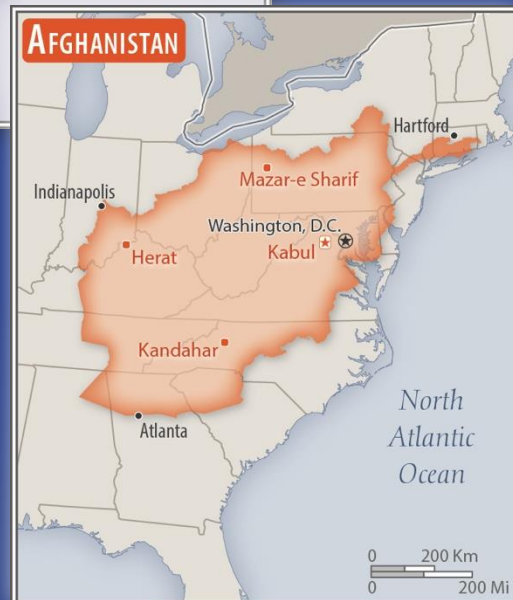 AFGHANISTAN
Hartford
Mazar-e Sharif
Indianapolis
Washington, D.C.
Kabul
Herat
Kandahar
Atlanta
North
Atlantic
Ocean
0 200 Km
0 200 Mi